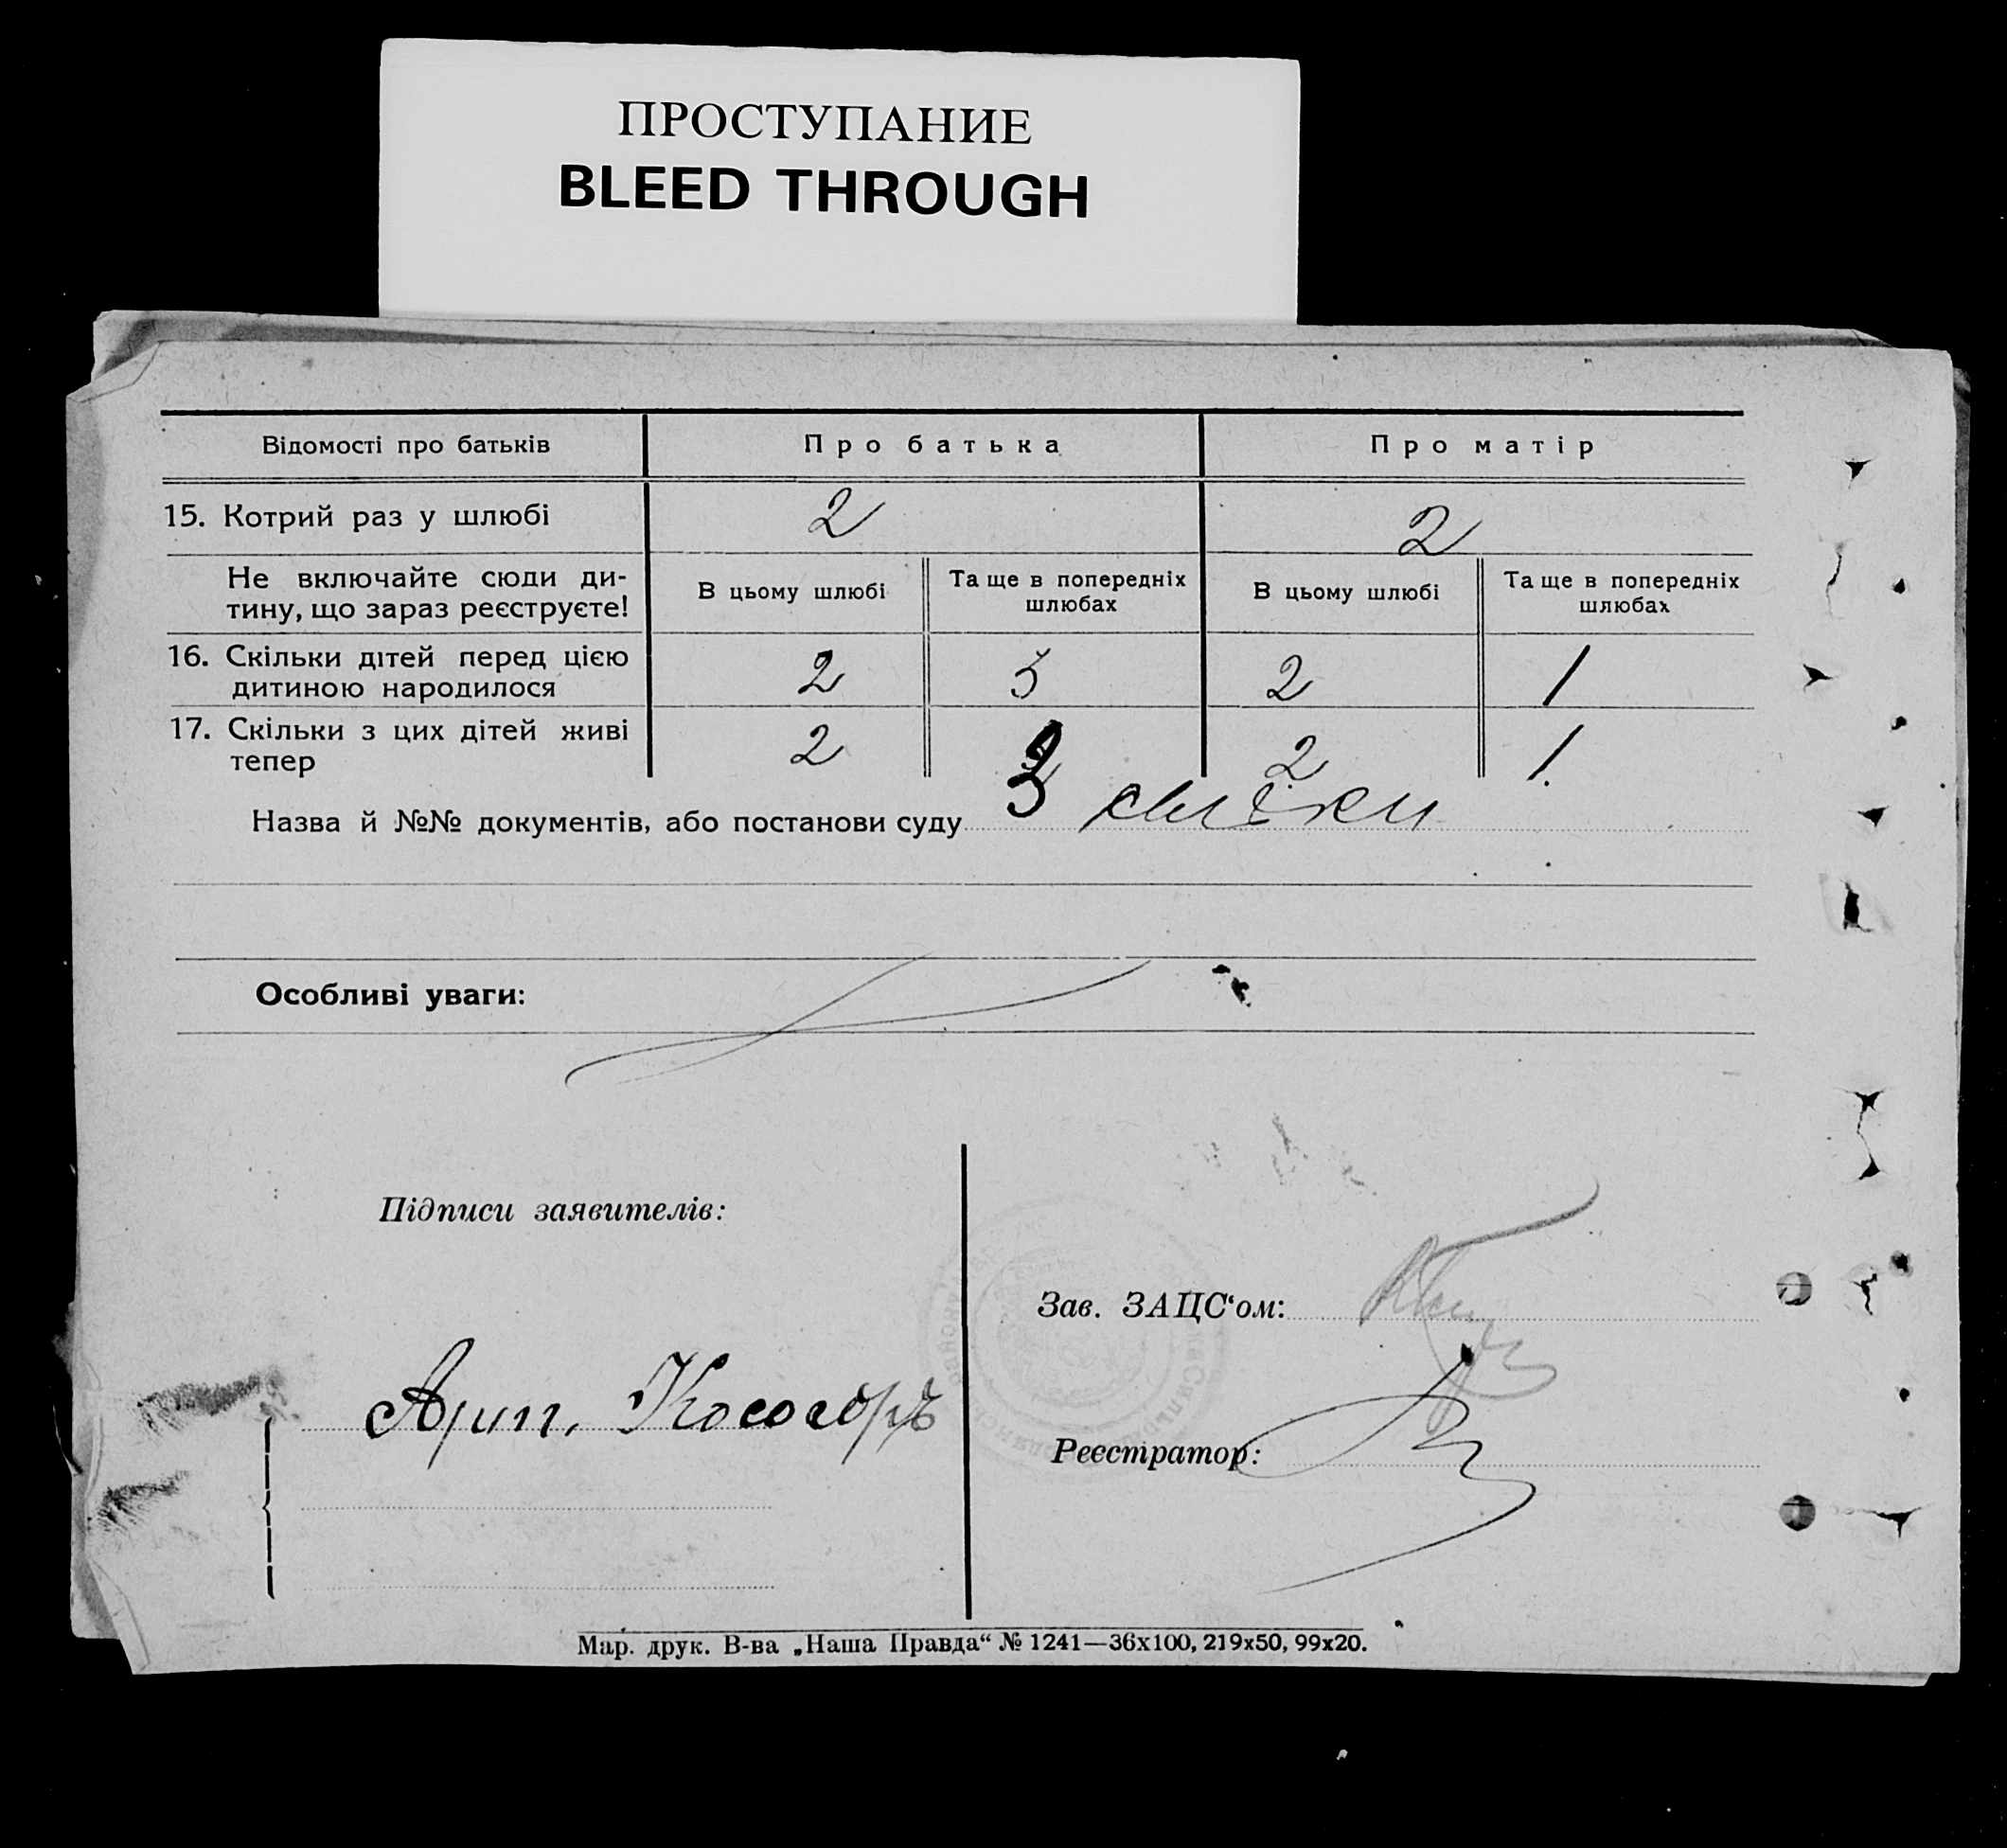 ПРОСТУПАНИЕ
BLEED THROUGH
Відомості про батьків Про батька Про матір
15. Котрий раз у шлюбі 2 2
Не включайте сюди ди-
тину, що зараз реєструєте!
В цьому шлюбі
Та ще в попередніх
шлюбах
В цьому шлюбі
Та ще в попередніх
шлюбах
16. Скільки дітей перед цією
дитиною народилося
2 5 2 1
17. Скільки з цих дітей живі
тепер
2 2 1
Назва й №№ документів, або постанови суду
Особливі уваги:
Підписи заявителів:
Зав. ЗАЦС‘ом:
Арип. Косогоръ
Реєстратор:
Мар. друк. В-ва „Наша Правда“ № 1241—36х100, 219х50, 99х20.